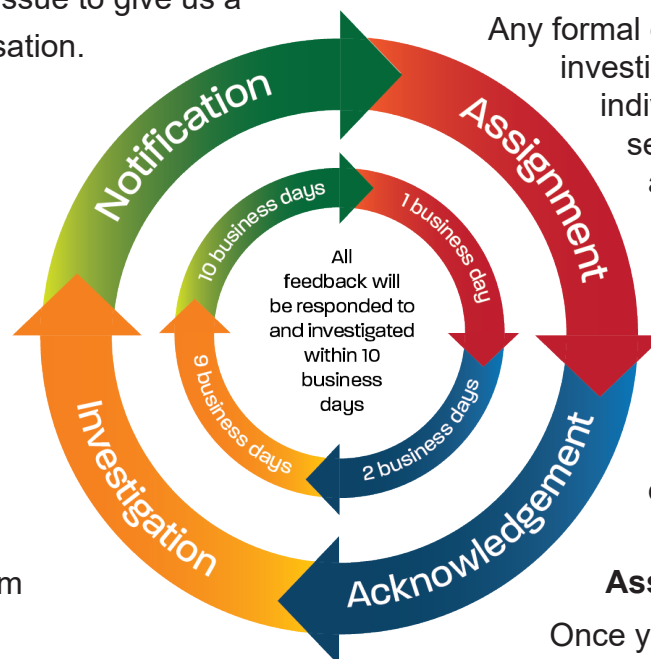 issue to give us a
sation.
Any formal
investi
indiv
se
a
Notification
Assignment
Acknowledgement
Investigation
10 business days
1 business day
2 business days
9 business days
All
feedback will
be responded to
and investigated
within 10
business
days
m
Ass
Once y